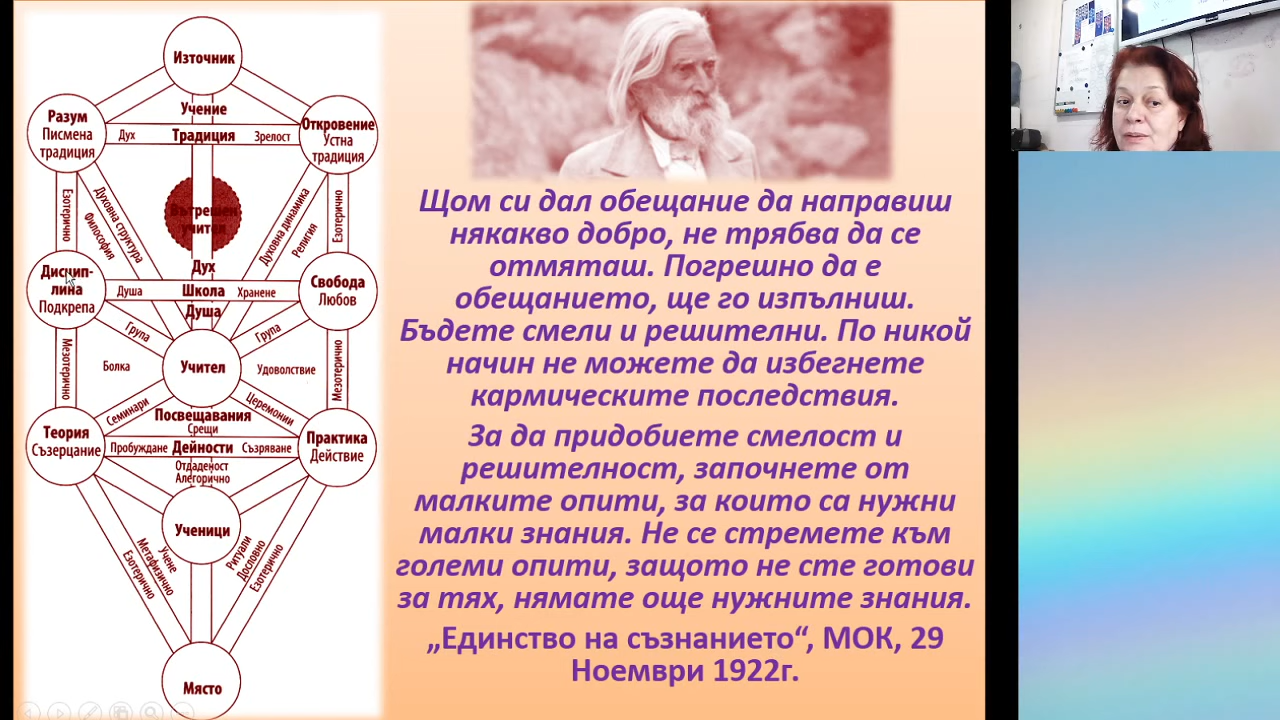 Източник
Учение
Разум
Писмена
традиция
Дух
Традиция
Зрелост
Откровение
Устна
традиция
Езотерично
Духовна структура
Философия
Вътрешен
учител
Духовна динамика
Религия
Езотерично
Дух
Дисцип-
лина
Подкрепа
Душа
Школа
Хранене
Свобода
Любов
Душа
Група
Група
Мезотерично
Болка
Учител
Удоволствие
Мезотерично
Семинари
Посвещавания
Срещи
Церемонии
Теория
Съзерцание
Пробуждане
Дейности
Съзряване
Практика
Действие
Отдаденост
Алегорично
Ученици
Учене
Метафизично
Езотерично
Ритуали
Дословно
Езотерично
Място
Щом си дал обещание да направиш
някакво добро, не трябва да се
отмяташ. Погрешно да е
обещанието, ще го изпълниш.
Бъдете смели и решителни. По никой
начин не можете да избегнете
кармическите последствия.
За да придобиете смелост и
решителност, започнете от
малките опити, за които са нужни
малки знания. Не се стремете към
големи опити, защото не сте готови
за тях, нямате още нужните знания.
„Единство на съзнанието“, МОК, 29
Ноември 1922г.